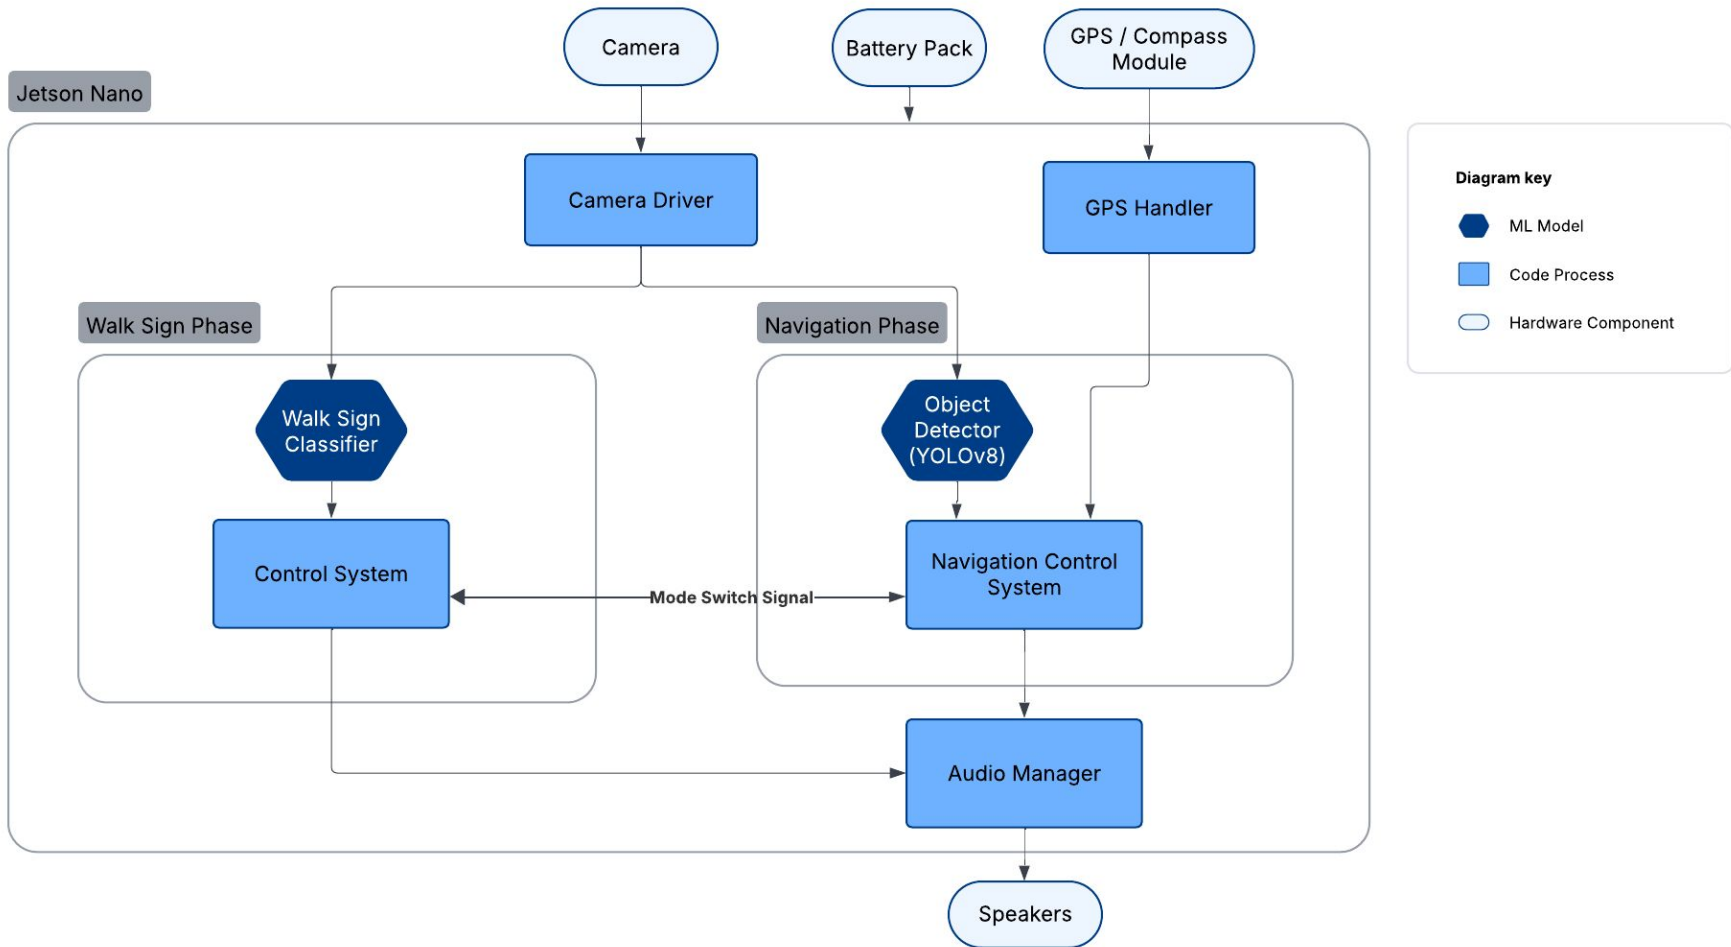 Camera
Battery Pack
GPS / Compass
Module
Jetson Nano
Camera Driver
GPS Handler
Diagram key
ML Model
Code Process
Hardware Component
Walk Sign Phase
Navigation Phase
Walk Sign
Classifier
Object
Detector
(YOLOv8)
Control System
Mode Switch Signal
Navigation Control
System
Audio Manager
Speakers